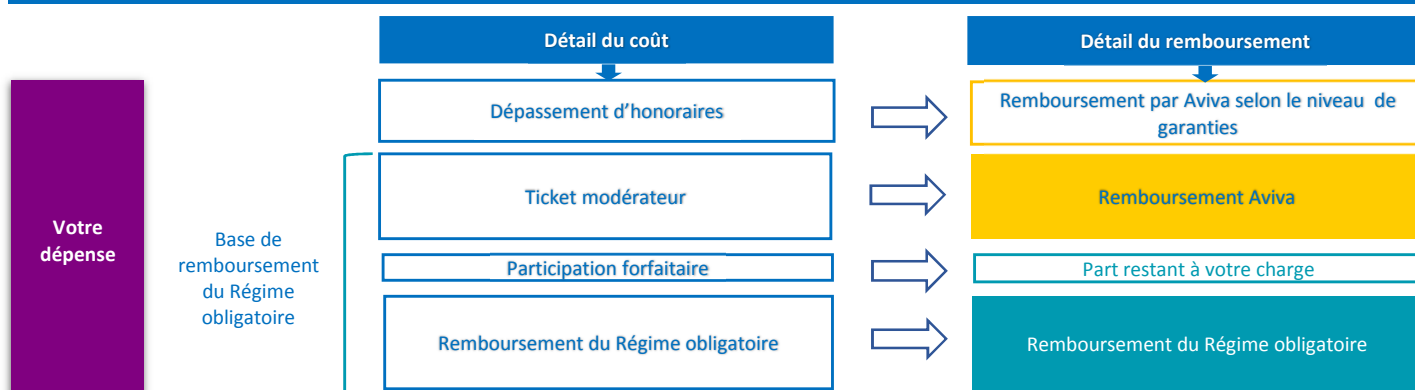 Détail du coût
Détail du remboursement
Dépassement d'honoraires
Remboursement par Aviva selon le niveau de
garanties
Ticket modérateur
Remboursement Aviva
Votre
dépense
Base de
remboursement
du Régime
obligatoire
Participation forfaitaire
Part restant à votre charge
Remboursement du Régime obligatoire
Remboursement du Régime obligatoire